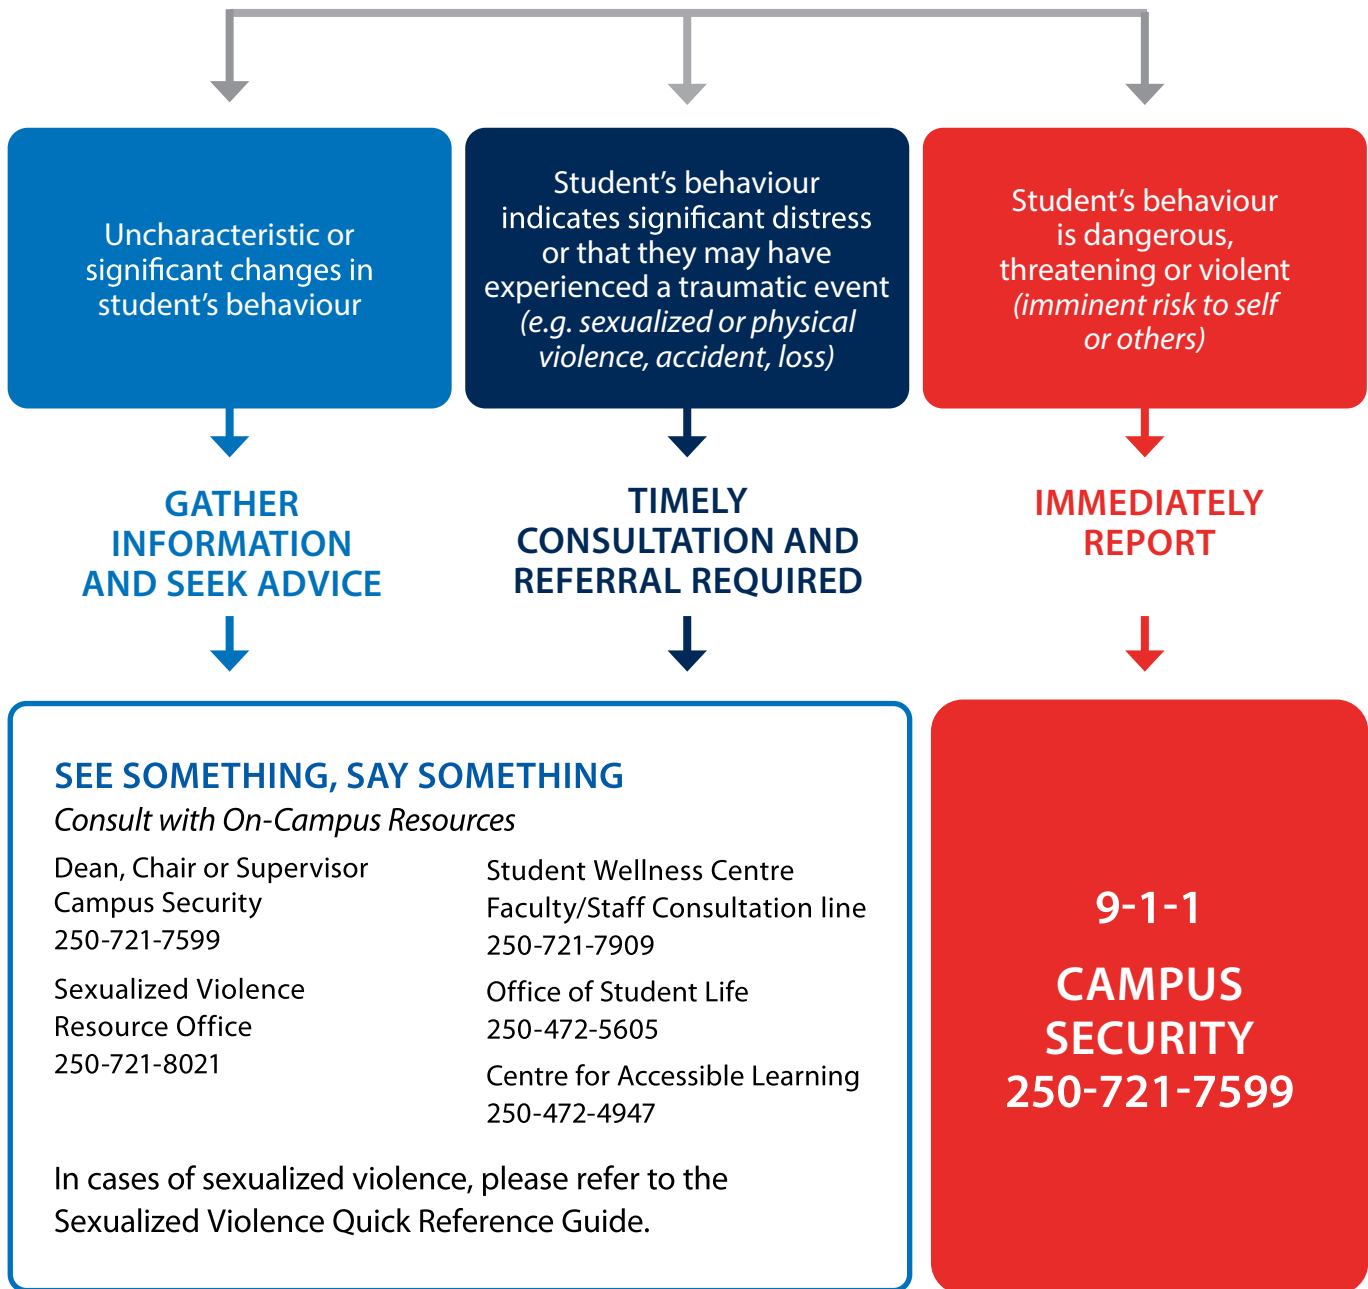 Uncharacteristic or
significant changes in
student’s behaviour
Student’s behaviour
indicates significant distress
or that they may have
experienced a traumatic event
(e.g. sexualized or physical
violence, accident, loss)
Student’s behaviour
is dangerous,
threatening or violent
(imminent risk to self
or others)
GATHER
INFORMATION
AND SEEK ADVICE
TIMELY
CONSULTATION AND
REFERRAL REQUIRED
IMMEDIATELY
REPORT
SEE SOMETHING, SAY SOMETHING
Consult with On-Campus Resources
Dean, Chair or Supervisor
Campus Security
250-721-7599
Sexualized Violence
Resource Office
250-721-8021
Student Wellness Centre
Faculty/Staff Consultation line
250-721-7909
Office of Student Life
250-472-5605
Centre for Accessible Learning
250-472-4947
In cases of sexualized violence, please refer to the
Sexualized Violence Quick Reference Guide.
9-1-1
CAMPUS
SECURITY
250-721-7599